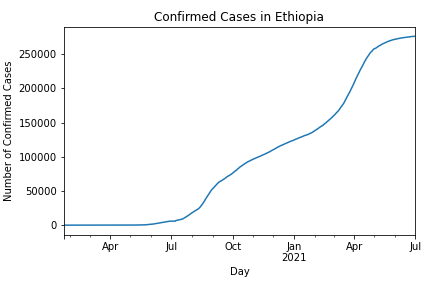 Confirmed Cases in Ethiopia
Number of Confirmed Cases
250000
200000
150000
100000
50000
0
Apr
Jul
Oct
Jan
2021
Apr
Jul
Day